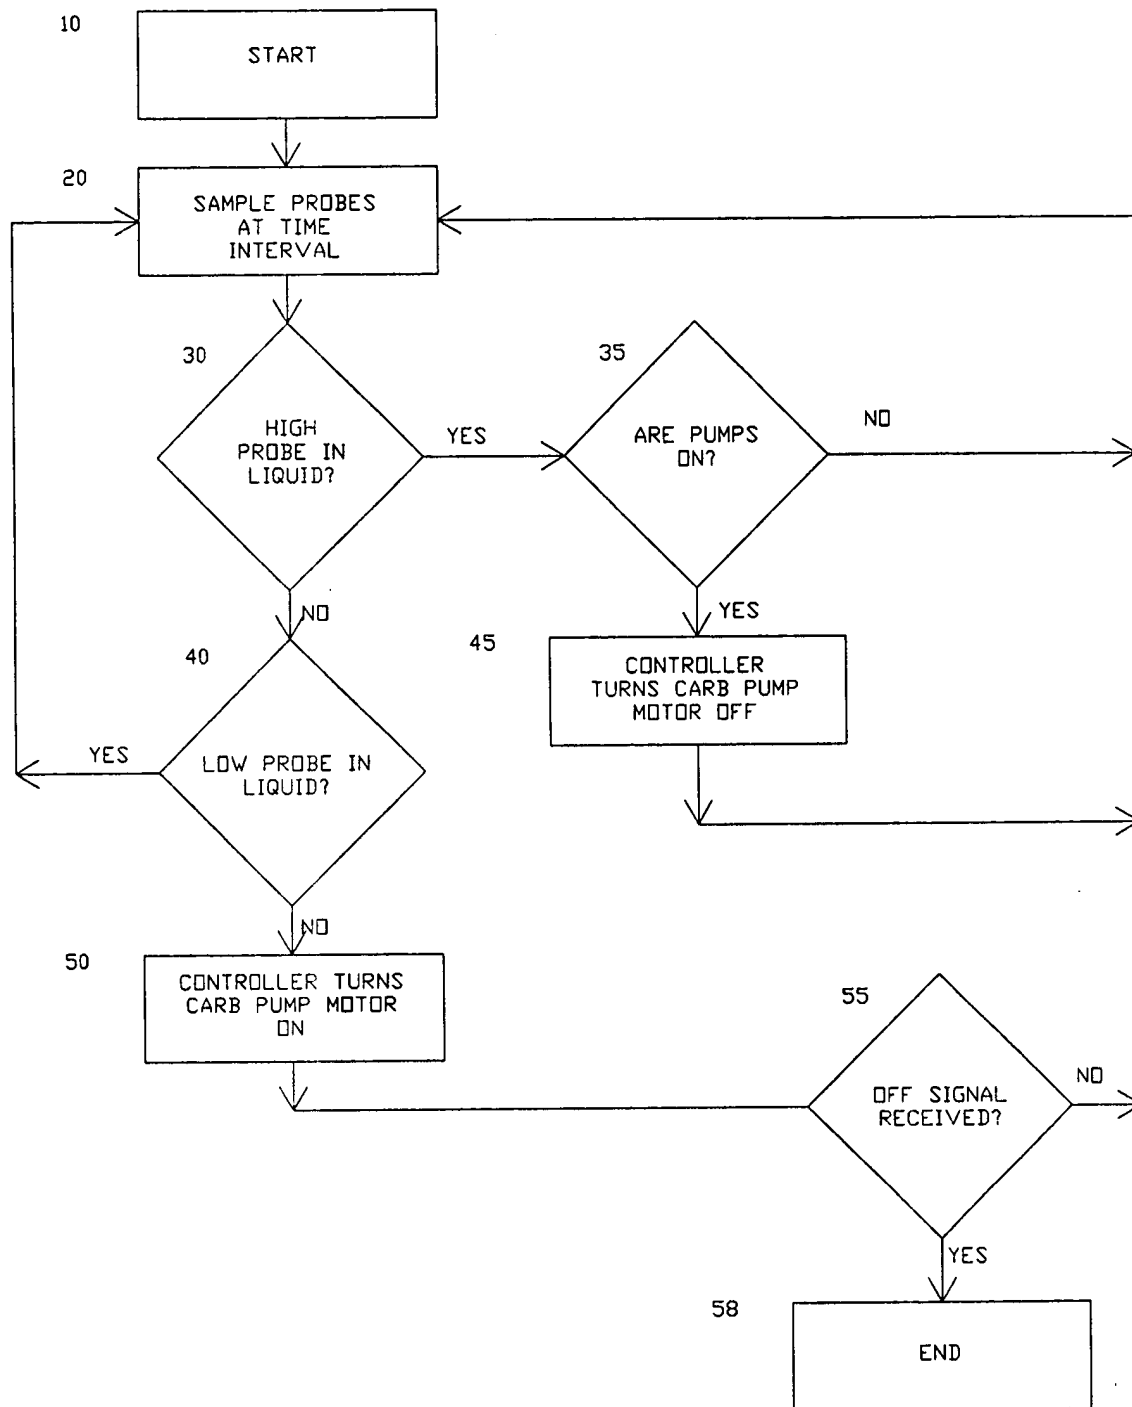 10
START
20
SAMPLE PROBES
AT TIME
INTERVAL
30
HIGH
PROBE IN
LIQUID?
YES
35
ARE PUMPS
ON?
NO
NO
YES
40
LOW PROBE IN
LIQUID?
YES
45
CONTROLLER
TURNS CARB PUMP
MOTOR OFF
NO
50
CONTROLLER TURNS
CARB PUMP MOTOR
ON
55
OFF SIGNAL
RECEIVED?
NO
YES
58
END